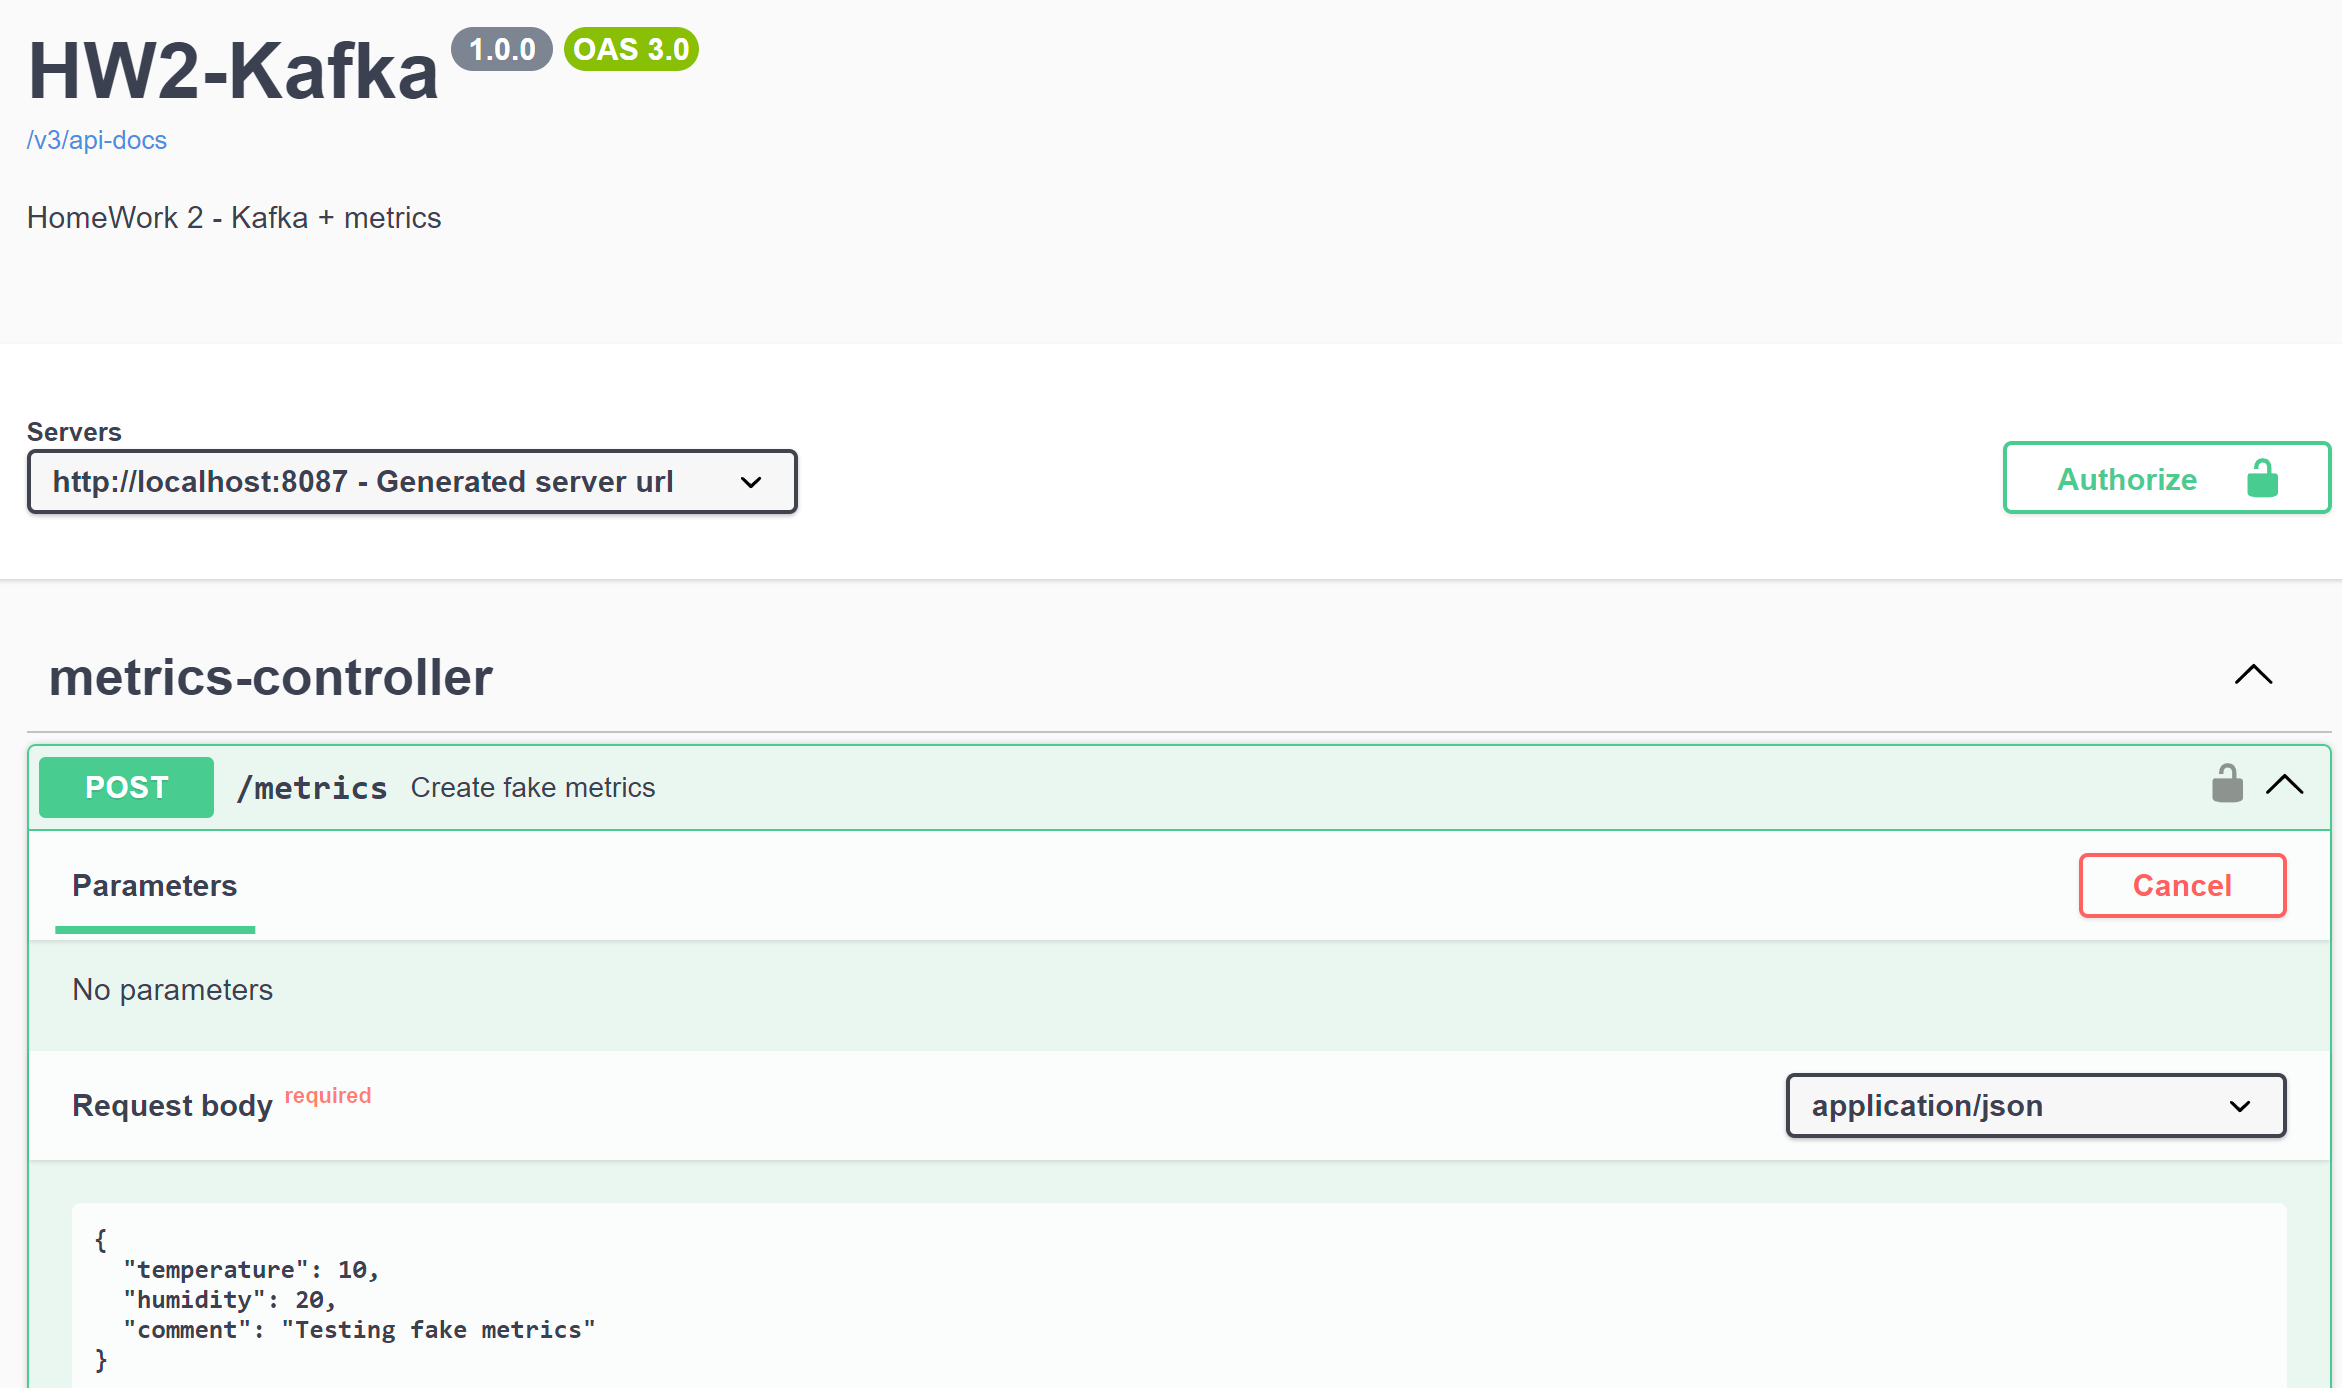 HW2-Kafka 1.0.0 OAS 3.0
/v3/api-docs
HomeWork 2 - Kafka + metrics
Servers
http://localhost:8087 - Generated server url
Authorize
metrics-controller
POST /metrics Create fake metrics
Parameters
Cancel
No parameters
Request body required
application/json
{
  "temperature": 10,
  "humidity": 20,
  "comment": "Testing fake metrics"
}